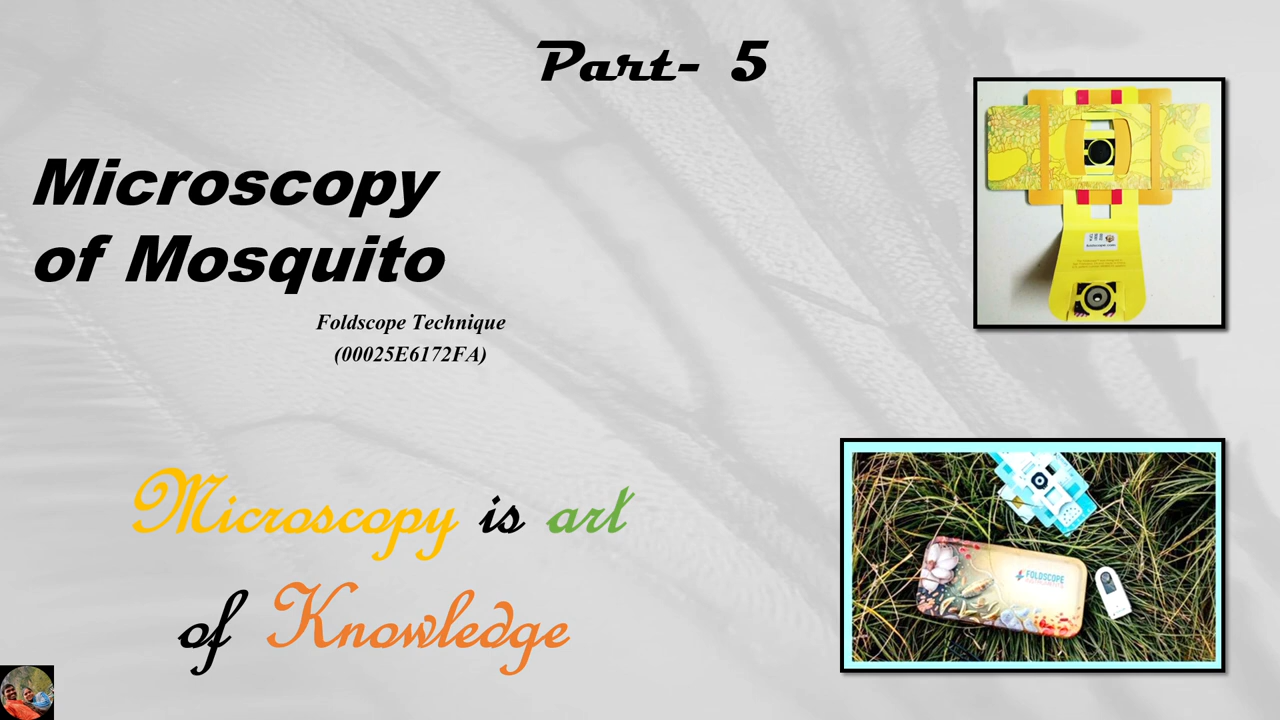 Part- 5
Microscopy
of Mosquito
Foldscope Technique
(00025E6172FA)
Microscopy is art
of Knowledge
FOLDSCOPE